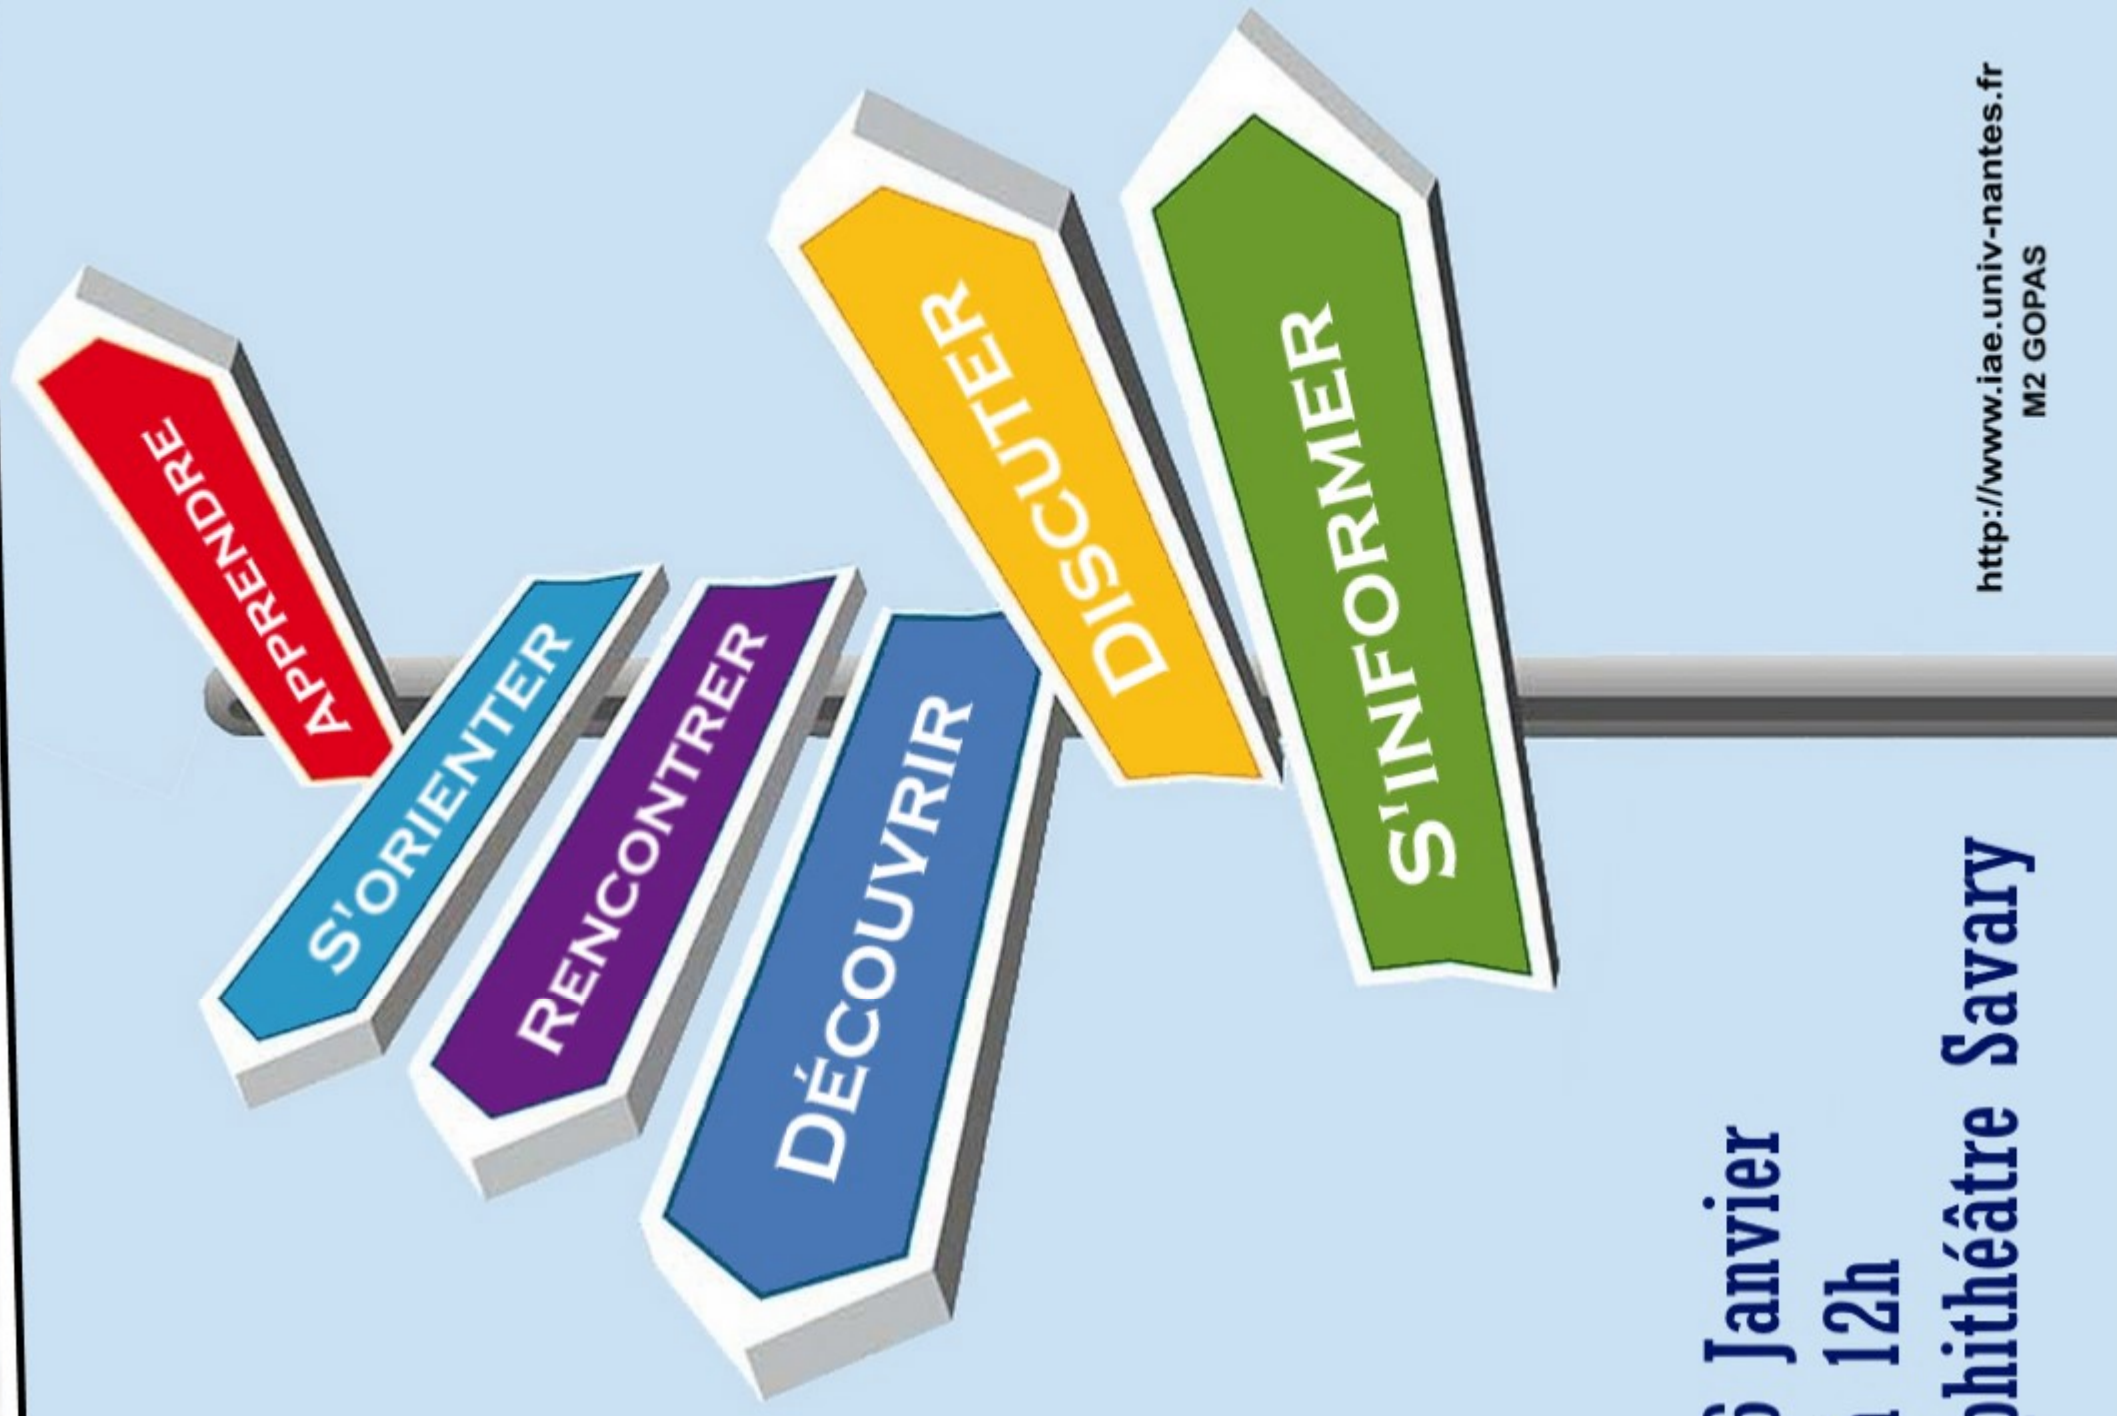 APPRENDRE
S'ORIENTER
RENCONTRER
DÉCOUVRIR
DISCUTER
S'INFORMER
Janvier
12h
Savary
http://www.iae.univ-nantes.fr
M2 GOPAS